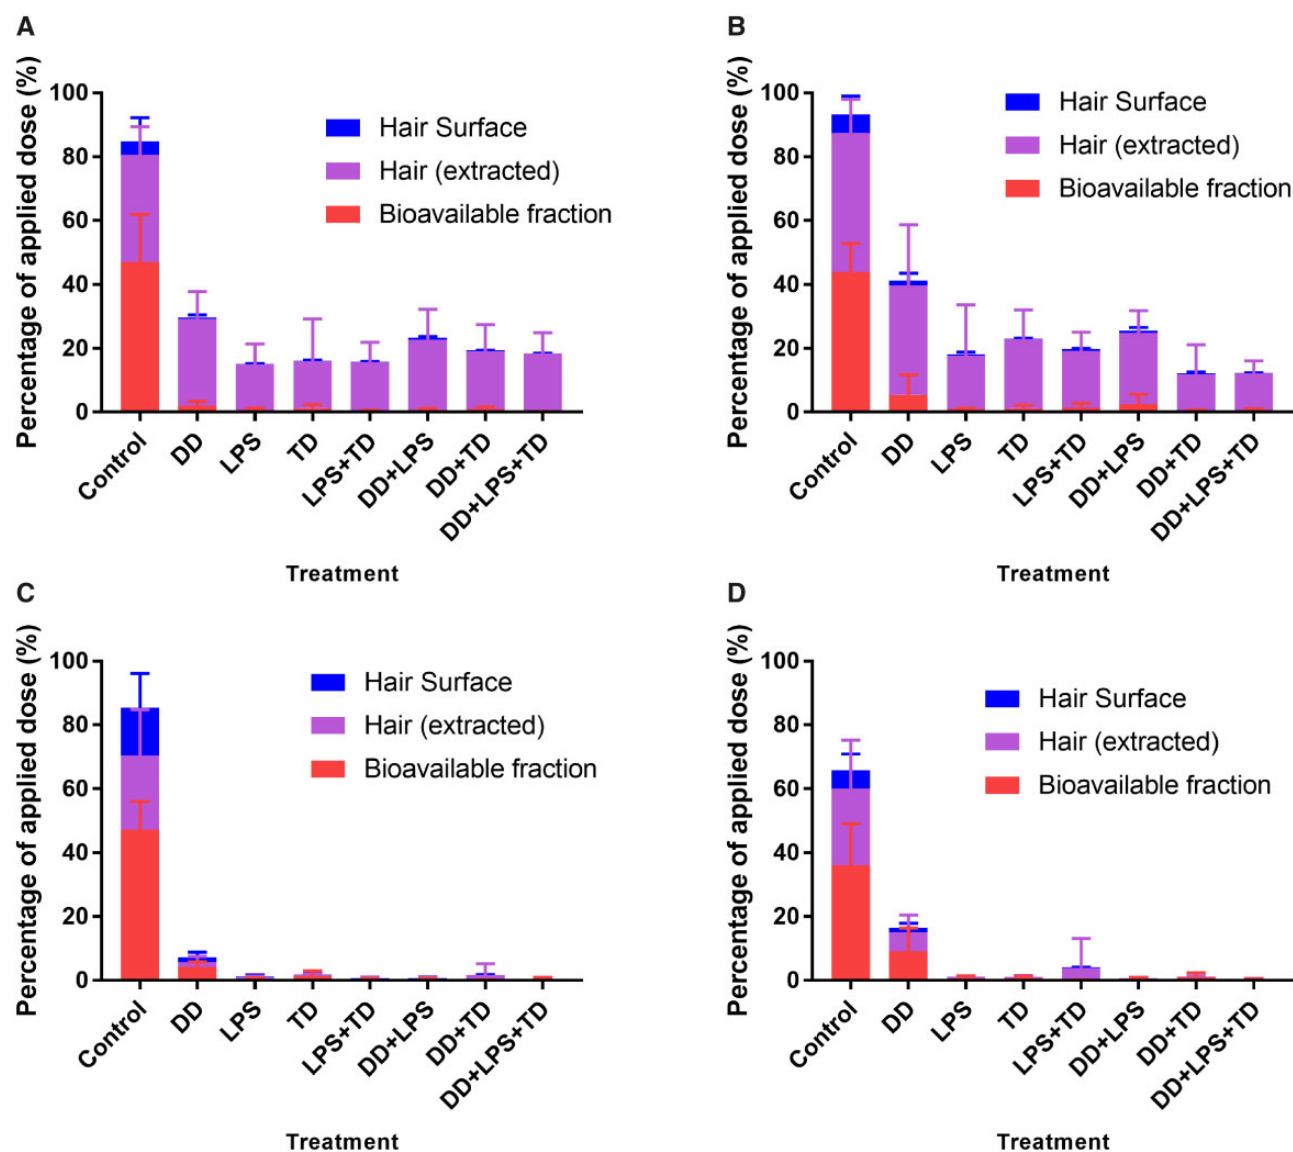 A
Percentage of applied dose (%)
100
80
60
40
20
0
Hair Surface
Hair (extracted)
Bioavailable fraction
Control
DD
LPS
TD
LPS+TD
DD+LPS
DD+TD
DD+LPS+TD
Treatment
B
Percentage of applied dose (%)
100
80
60
40
20
0
Hair Surface
Hair (extracted)
Bioavailable fraction
Control
DD
LPS
TD
LPS+TD
DD+LPS
DD+TD
DD+LPS+TD
Treatment
C
Percentage of applied dose (%)
100
80
60
40
20
0
Hair Surface
Hair (extracted)
Bioavailable fraction
Control
DD
LPS
TD
LPS+TD
DD+LPS
DD+TD
DD+LPS+TD
Treatment
D
Percentage of applied dose (%)
100
80
60
40
20
0
Hair Surface
Hair (extracted)
Bioavailable fraction
Control
DD
LPS
TD
LPS+TD
DD+LPS
DD+TD
DD+LPS+TD
Treatment